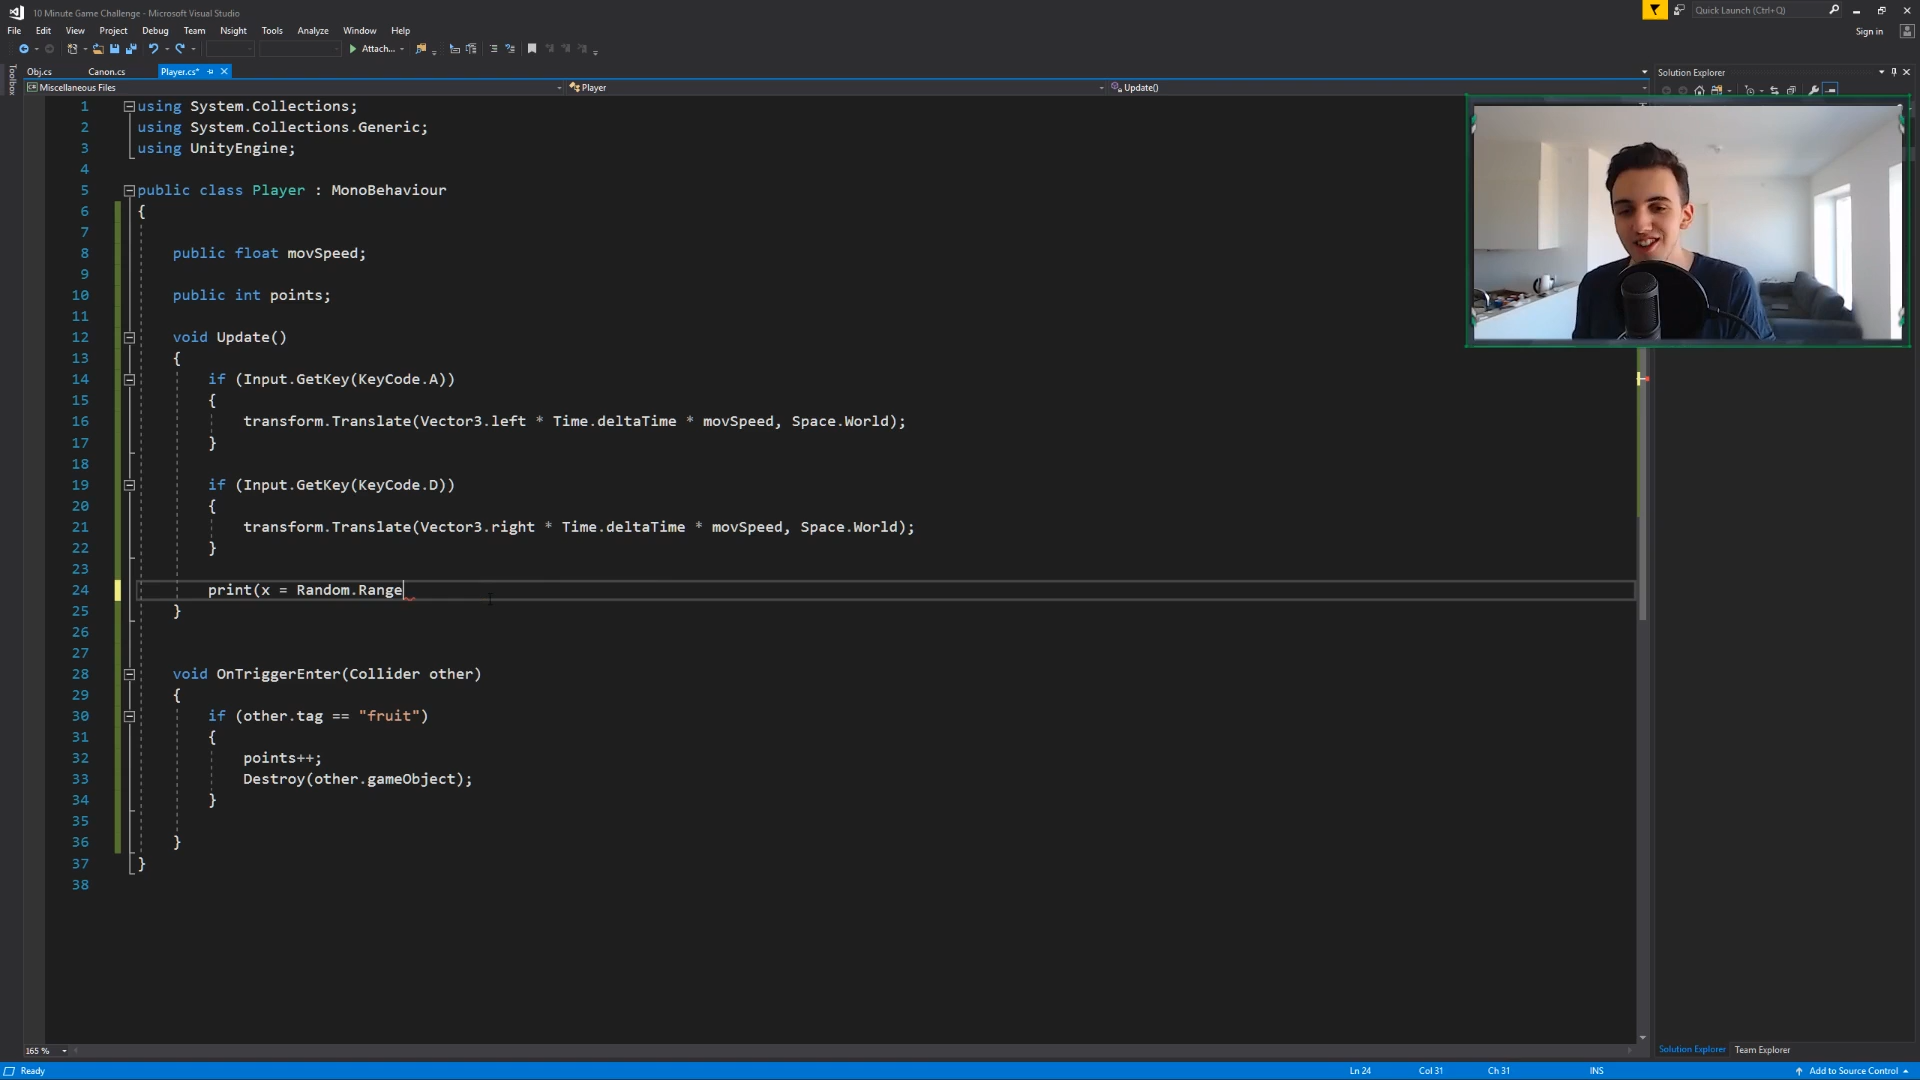 10 Minute Game Challenge - Microsoft Visual Studio
Quick Launch (Ctrl+Q)
File Edit View Project Debug Team Nsight Tools Analyze Window Help
Sign in
Attach...
Toolbox
Obj.cs Canon.cs Player.cs*
Solution Explorer
Miscellaneous Files Player Update()
1 using System.Collections;
2 using System.Collections.Generic;
3 using UnityEngine;
4
5 public class Player : MonoBehaviour
6 {
7
8 public float movSpeed;
9
10 public int points;
11
12 void Update()
13 {
14 if (Input.GetKey(KeyCode.A))
15 {
16 transform.Translate(Vector3.left * Time.deltaTime * movSpeed, Space.World);
17 }
18
19 if (Input.GetKey(KeyCode.D))
20 {
21 transform.Translate(Vector3.right * Time.deltaTime * movSpeed, Space.World);
22 }
23
24 print(x = Random.Range
25 }
26
27
28 void OnTriggerEnter(Collider other)
29 {
30 if (other.tag == "fruit")
31 {
32 points++;
33 Destroy(other.gameObject);
34 }
35
36 }
37 }
38
165 %
Solution Explorer Team Explorer
Ready Ln 24 Col 31 Ch 31 INS Add to Source Control